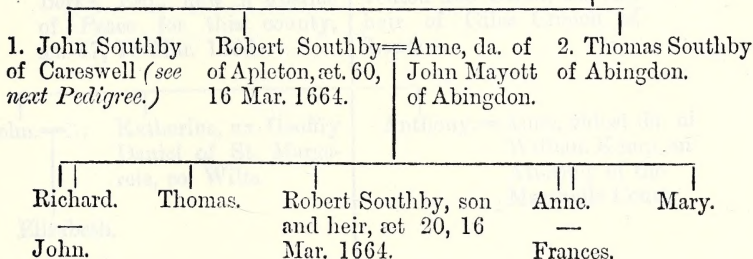 1. John Southby
of Careswell (see
next Pedigree.)
Robert Southby=Anne, da. of
of Apleton, æt. 60,
16 Mar. 1664.
John Mayott
of Abingdon.
2. Thomas Southby
of Abingdon.
Richard.
—
John.
Thomas.
Robert Southby, son
and heir, æt 20, 16
Mar. 1664.
Anne.
—
Frances.
Mary.